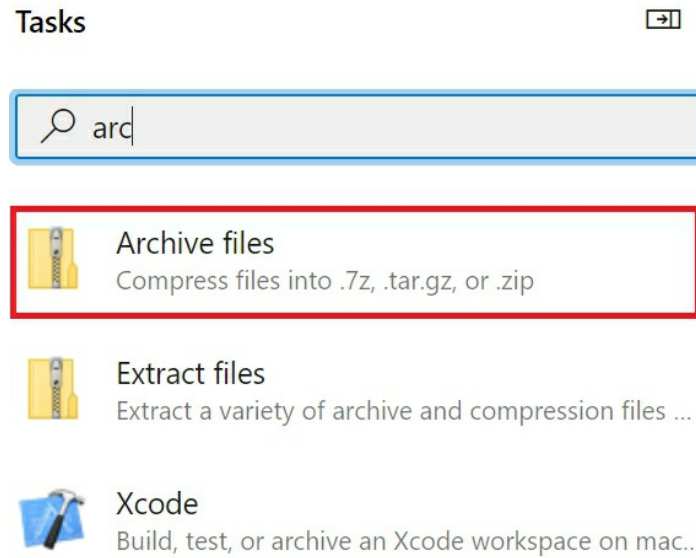 Tasks
arc
Archive files
Compress files into .7z, .tar.gz, or .zip
Extract files
Extract a variety of archive and compression files ...
Xcode
Build, test, or archive an Xcode workspace on mac...